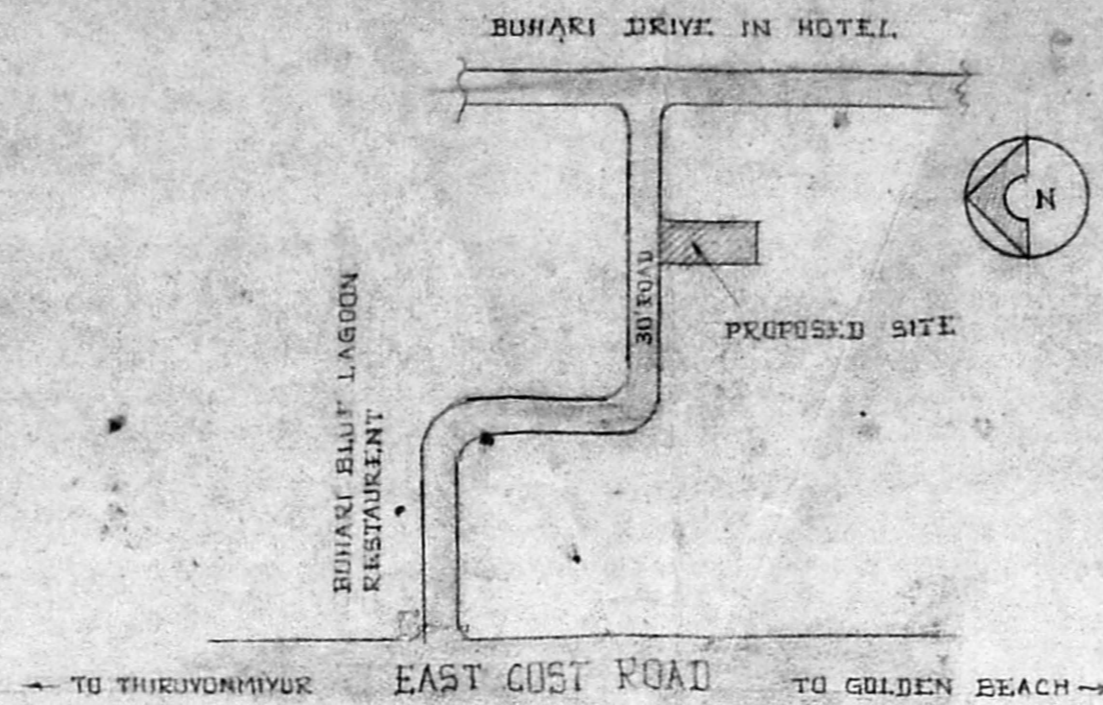 BUHARI DRIVE IN HOTEL
N
30' ROAD
PROPOSED SITE
BUHARI BLUE LAGOON
RESTAURENT
EAST COST ROAD
TO THIRUVONMIYUR
TO GOLDEN BEACH